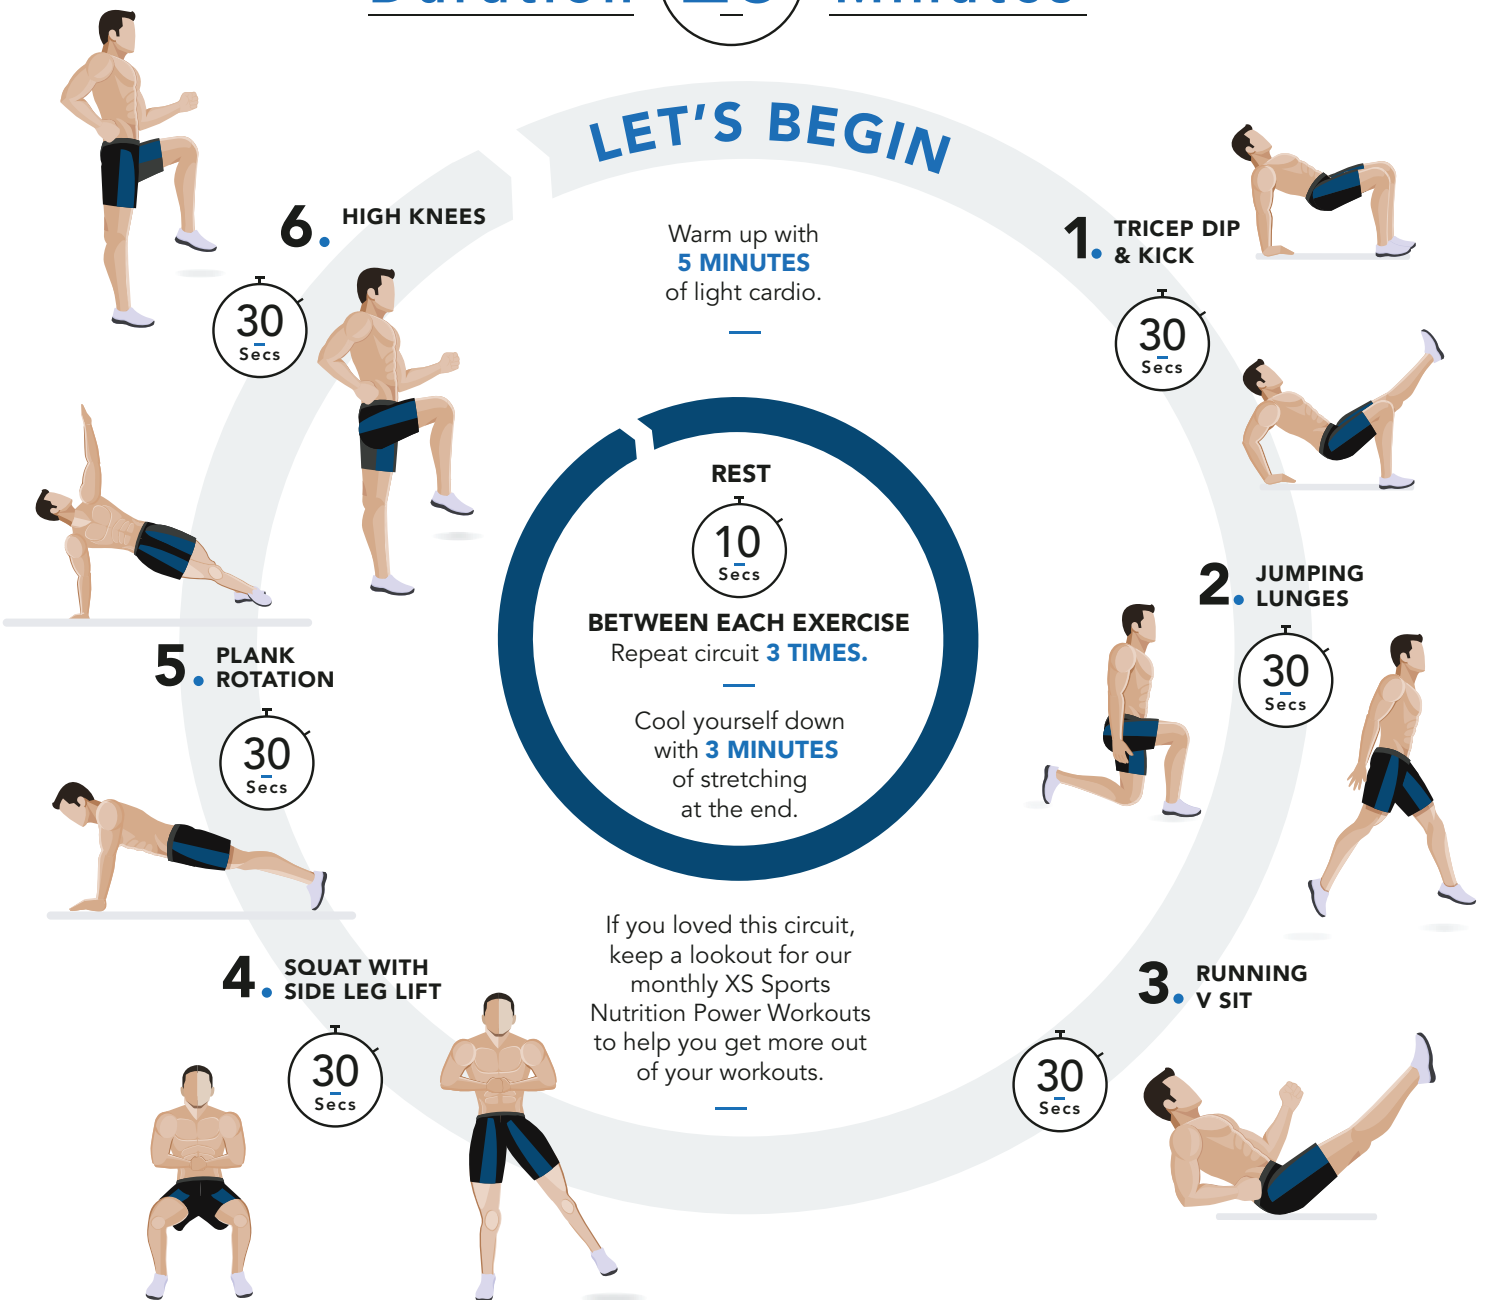 LET'S BEGIN
Warm up with
5 MINUTES
of light cardio.
1. TRICEP DIP
& KICK
30
Secs
2. JUMPING
LUNGES
30
Secs
3. RUNNING
V SIT
30
Secs
4. SQUAT WITH
SIDE LEG LIFT
30
Secs
5. PLANK
ROTATION
30
Secs
6. HIGH KNEES
30
Secs
REST
10
Secs
BETWEEN EACH EXERCISE
Repeat circuit 3 TIMES.
Cool yourself down
with 3 MINUTES
of stretching
at the end.
If you loved this circuit,
keep a lookout for our
monthly XS Sports
Nutrition Power Workouts
to help you get more out
of your workouts.